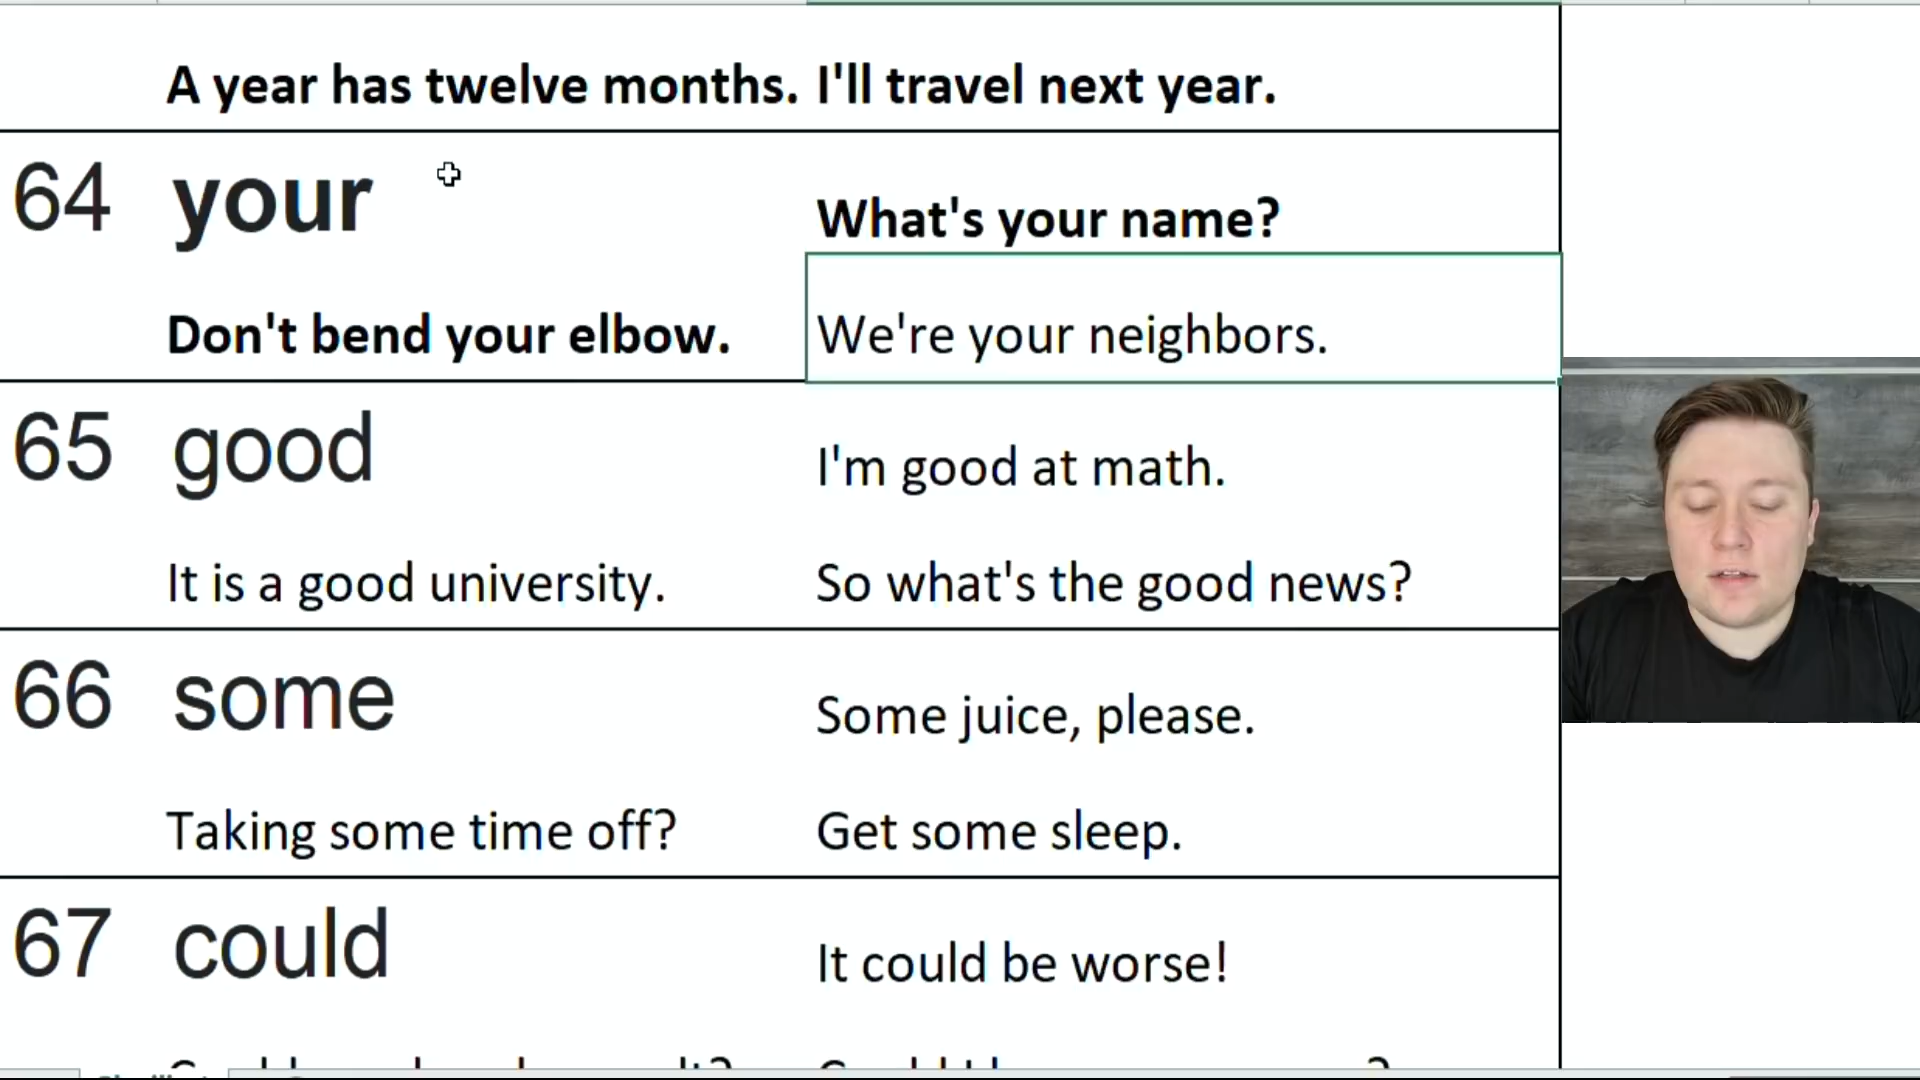 A year has twelve months. I'll travel next year.
64 your What's your name?
Don't bend your elbow. We're your neighbors.
65 good I'm good at math.
It is a good university. So what's the good news?
66 some Some juice, please.
Taking some time off? Get some sleep.
67 could It could be worse!